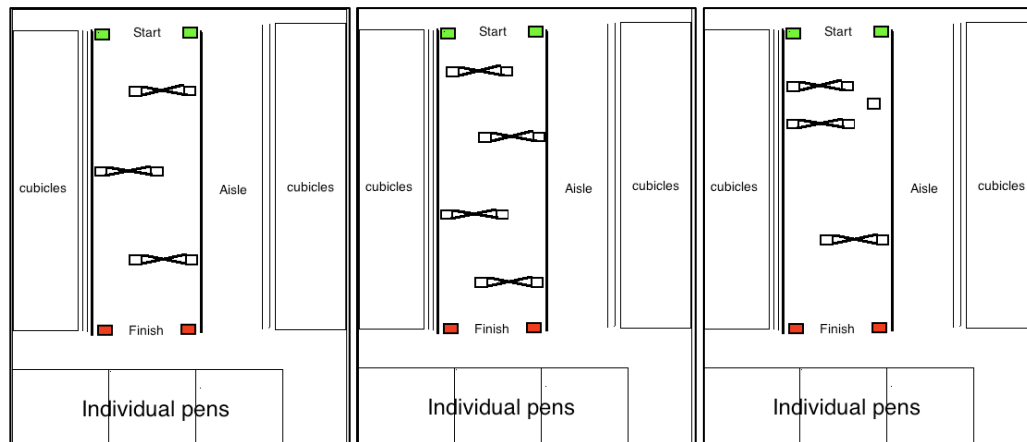 Start
cubicles
Aisle
cubicles
Finish
Individual pens
Start
cubicles
Aisle
cubicles
Finish
Individual pens
Start
cubicles
Aisle
cubicles
Finish
Individual pens